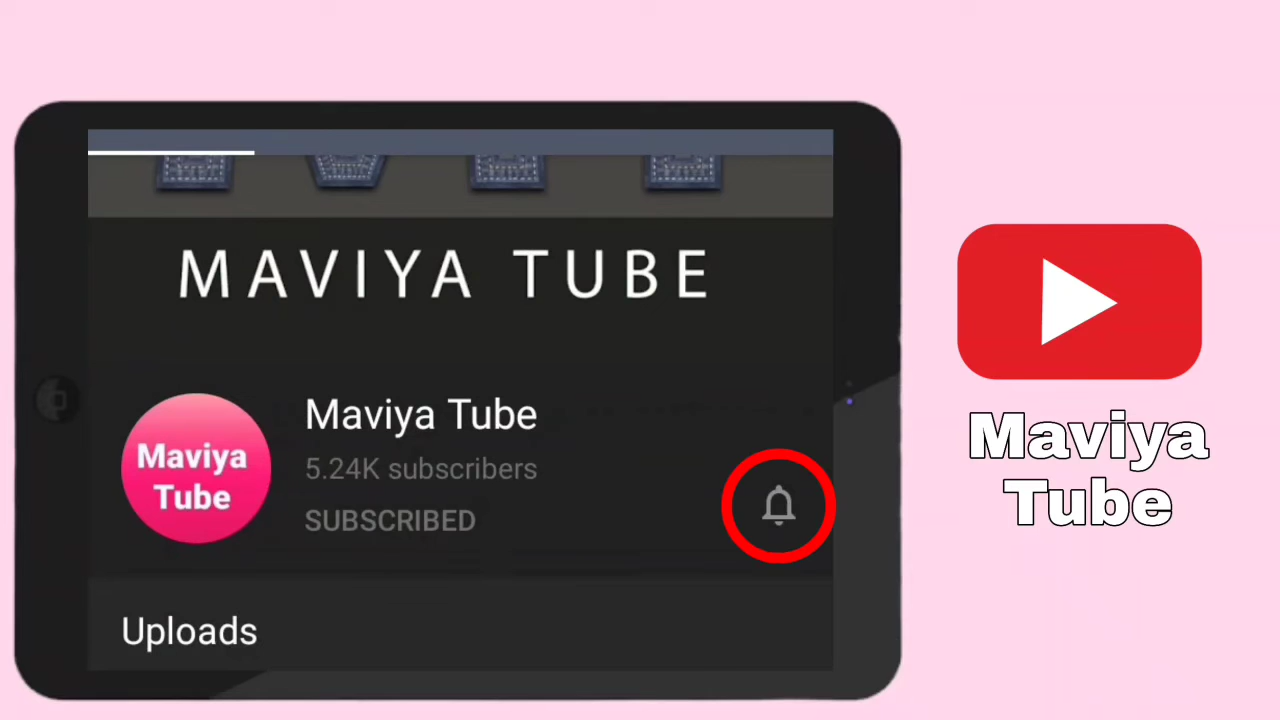 MAVIYA TUBE
Maviya
Tube
Maviya Tube
5.24K subscribers
SUBSCRIBED
Uploads
Maviya
Tube